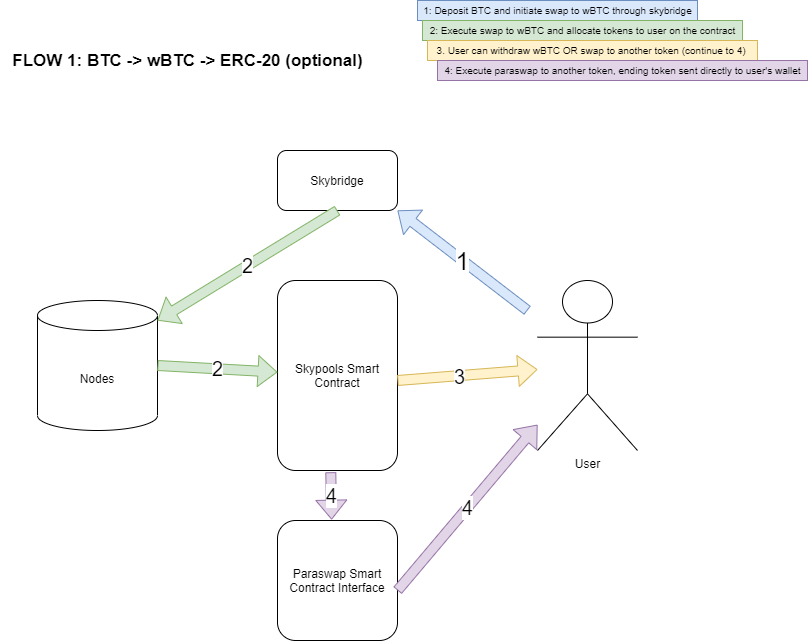 1: Deposit BTC and initiate swap to wBTC through skybridge
2: Execute swap to wBTC and allocate tokens to user on the contract
3. User can withdraw wBTC OR swap to another token (continue to 4)
FLOW 1: BTC -> wBTC -> ERC-20 (optional)
4: Execute paraswap to another token, ending token sent directly to user's wallet
Skybridge
1
2
Skypools Smart
Contract
2
3
Nodes
User
4
4
Paraswap Smart
Contract Interface